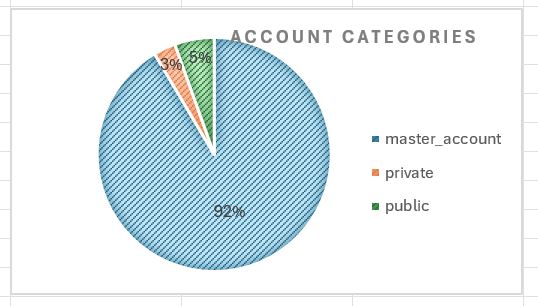 ACCOUNT CATEGORIES
3%
5%
master_account
private
public
92%